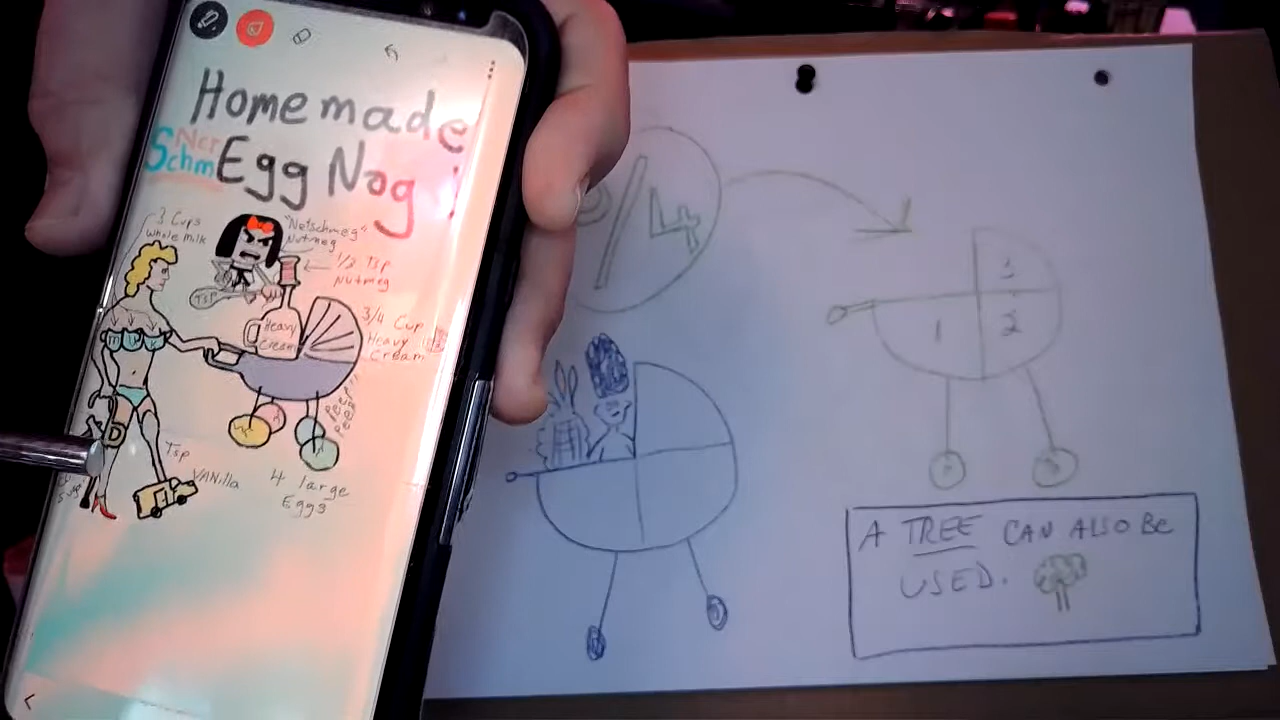 Homemade
Ner
Schm Egg Nog !
3 Cups
Whole Milk
"Netschmeg"
Nutmeg
1/2 Tsp
Nutmeg
TSP
Heavy
Cream
3/4 Cup
Heavy
Cream
D
Tsp
VANilla
4 large
Eggs
/4
3
1
2
A TREE CAN ALSO BE
USED.